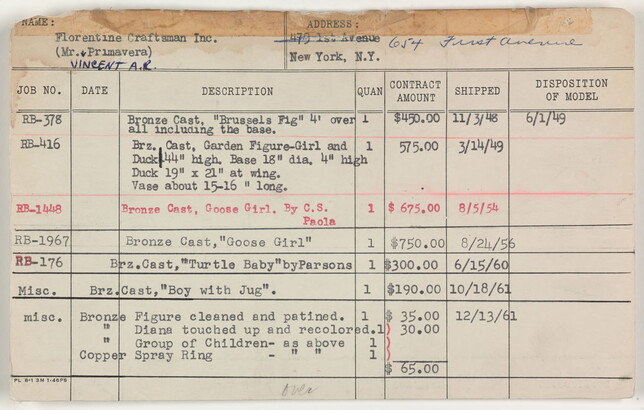 NAME: ADDRESS:
Florentine Craftsman Inc. 479 1st Avenue 654 First Avenue
(Mr. & Primavera) New York, N.Y.
VINCENT A.R.
JOB NO. DATE DESCRIPTION QUAN CONTRACT AMOUNT SHIPPED DISPOSITION OF MODEL
RB-378 Bronze Cast, "Brussels Fig" 4' over 1 $450.00 11/3/48 6/1/49
all including the base.
RB-416 Brz. Cast, Garden Figure-Girl and 1 575.00 3/14/49
Duck 44" high. Base 18" dia. 4" high
Duck 19" x 21" at wing.
Vase about 15-16 " long.
RB-1448 Bronze Cast, Goose Girl. By C.S. 1 $ 675.00 8/5/54
Paola
RB-1967 Bronze Cast,"Goose Girl" 1 $750.00 8/24/56
RB-176 Brz.Cast,"Turtle Baby"byParsons 1 $300.00 6/15/60
Misc. Brz.Cast,"Boy with Jug". 1 $190.00 10/18/61
misc. Bronze Figure cleaned and patined. 1 $ 35.00 12/13/61
" Diana touched up and recolored.1 30.00
" Group of Children- as above 1
Copper Spray Ring - " " 1
$ 65.00
PL 6-1 3M 1-46PB
over